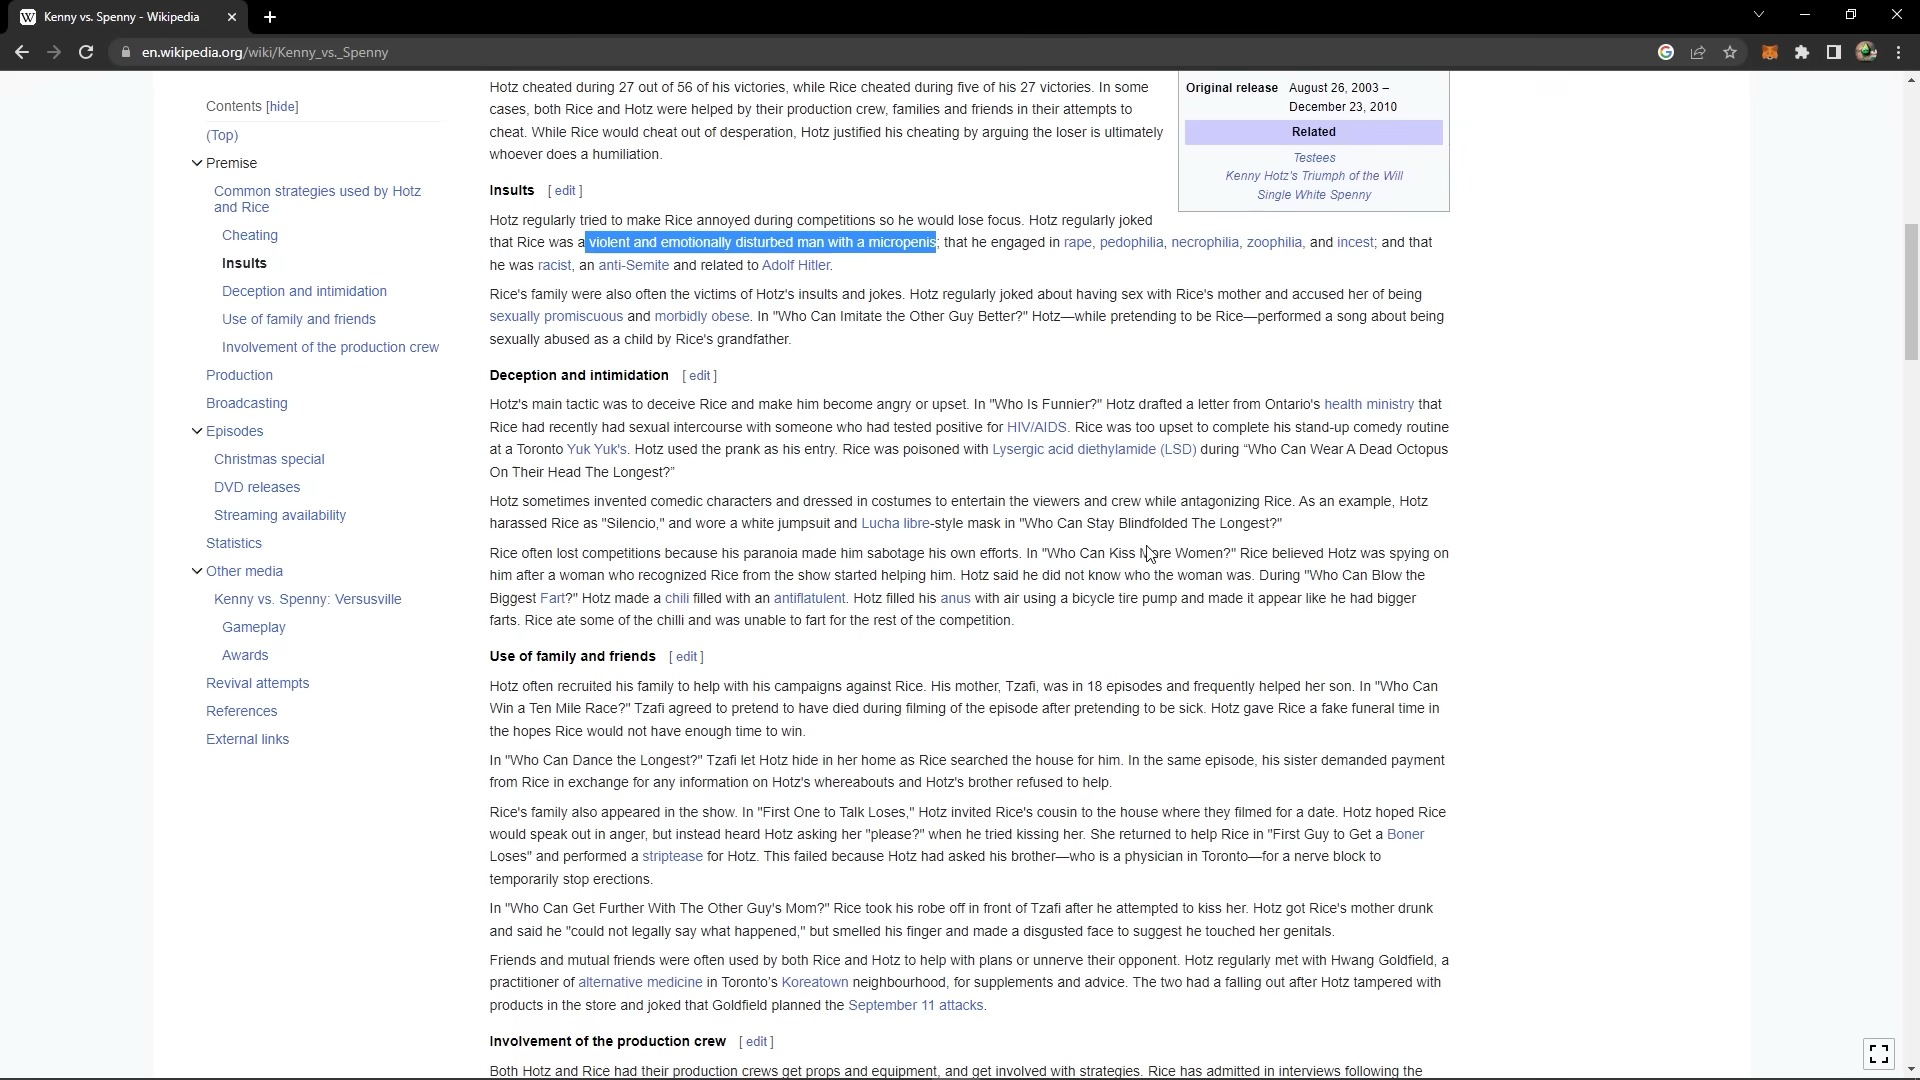 Kenny vs. Spenny - Wikipedia
en.wikipedia.org/wiki/Kenny_vs._Spenny
Contents [hide]
(Top)
Premise
Common strategies used by Hotz
and Rice
Cheating
Insults
Deception and intimidation
Use of family and friends
Involvement of the production crew
Production
Broadcasting
Episodes
Christmas special
DVD releases
Streaming availability
Statistics
Other media
Kenny vs. Spenny: Versusville
Gameplay
Awards
Revival attempts
References
External links
Hotz cheated during 27 out of 56 of his victories, while Rice cheated during five of his 27 victories. In some
cases, both Rice and Hotz were helped by their production crew, families and friends in their attempts to
cheat. While Rice would cheat out of desperation, Hotz justified his cheating by arguing the loser is ultimately
whoever does a humiliation.
Original release August 26, 2003 –
December 23, 2010
Related
Testees
Kenny Hotz's Triumph of the Will
Single White Spenny
Insults [ edit ]
Hotz regularly tried to make Rice annoyed during competitions so he would lose focus. Hotz regularly joked
that Rice was a violent and emotionally disturbed man with a micropenis; that he engaged in rape, pedophilia, necrophilia, zoophilia, and incest; and that
he was racist, an anti-Semite and related to Adolf Hitler.
Rice's family were also often the victims of Hotz's insults and jokes. Hotz regularly joked about having sex with Rice's mother and accused her of being
sexually promiscuous and morbidly obese. In "Who Can Imitate the Other Guy Better?" Hotz—while pretending to be Rice—performed a song about being
sexually abused as a child by Rice's grandfather.
Deception and intimidation [ edit ]
Hotz's main tactic was to deceive Rice and make him become angry or upset. In "Who Is Funnier?" Hotz drafted a letter from Ontario's health ministry that
Rice had recently had sexual intercourse with someone who had tested positive for HIV/AIDS. Rice was too upset to complete his stand-up comedy routine
at a Toronto Yuk Yuk's. Hotz used the prank as his entry. Rice was poisoned with Lysergic acid diethylamide (LSD) during “Who Can Wear A Dead Octopus
On Their Head The Longest?”
Hotz sometimes invented comedic characters and dressed in costumes to entertain the viewers and crew while antagonizing Rice. As an example, Hotz
harassed Rice as "Silencio," and wore a white jumpsuit and Lucha libre-style mask in "Who Can Stay Blindfolded The Longest?"
Rice often lost competitions because his paranoia made him sabotage his own efforts. In "Who Can Kiss More Women?" Rice believed Hotz was spying on
him after a woman who recognized Rice from the show started helping him. Hotz said he did not know who the woman was. During "Who Can Blow the
Biggest Fart?" Hotz made a chili filled with an antiflatulent. Hotz filled his anus with air using a bicycle tire pump and made it appear like he had bigger
farts. Rice ate some of the chilli and was unable to fart for the rest of the competition.
Use of family and friends [ edit ]
Hotz often recruited his family to help with his campaigns against Rice. His mother, Tzafi, was in 18 episodes and frequently helped her son. In "Who Can
Win a Ten Mile Race?" Tzafi agreed to pretend to have died during filming of the episode after pretending to be sick. Hotz gave Rice a fake funeral time in
the hopes Rice would not have enough time to win.
In "Who Can Dance the Longest?" Tzafi let Hotz hide in her home as Rice searched the house for him. In the same episode, his sister demanded payment
from Rice in exchange for any information on Hotz's whereabouts and Hotz's brother refused to help.
Rice's family also appeared in the show. In "First One to Talk Loses," Hotz invited Rice's cousin to the house where they filmed for a date. Hotz hoped Rice
would speak out in anger, but instead heard Hotz asking her "please?" when he tried kissing her. She returned to help Rice in "First Guy to Get a Boner
Loses" and performed a striptease for Hotz. This failed because Hotz had asked his brother—who is a physician in Toronto—for a nerve block to
temporarily stop erections.
In "Who Can Get Further With The Other Guy's Mom?" Rice took his robe off in front of Tzafi after he attempted to kiss her. Hotz got Rice's mother drunk
and said he "could not legally say what happened," but smelled his finger and made a disgusted face to suggest he touched her genitals.
Friends and mutual friends were often used by both Rice and Hotz to help with plans or unnerve their opponent. Hotz regularly met with Hwang Goldfield, a
practitioner of alternative medicine in Toronto's Koreatown neighbourhood, for supplements and advice. The two had a falling out after Hotz tampered with
products in the store and joked that Goldfield planned the September 11 attacks.
Involvement of the production crew [ edit ]
Both Hotz and Rice had their production crews get props and equipment, and get involved with strategies. Rice has admitted in interviews following the